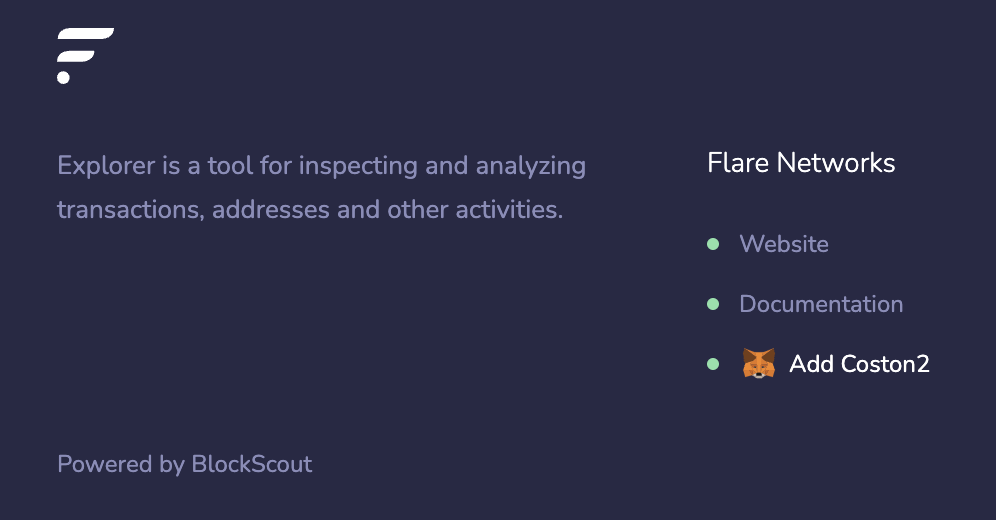 Explorer is a tool for inspecting and analyzing
transactions, addresses and other activities.
Flare Networks
Website
Documentation
Add Coston2
Powered by BlockScout